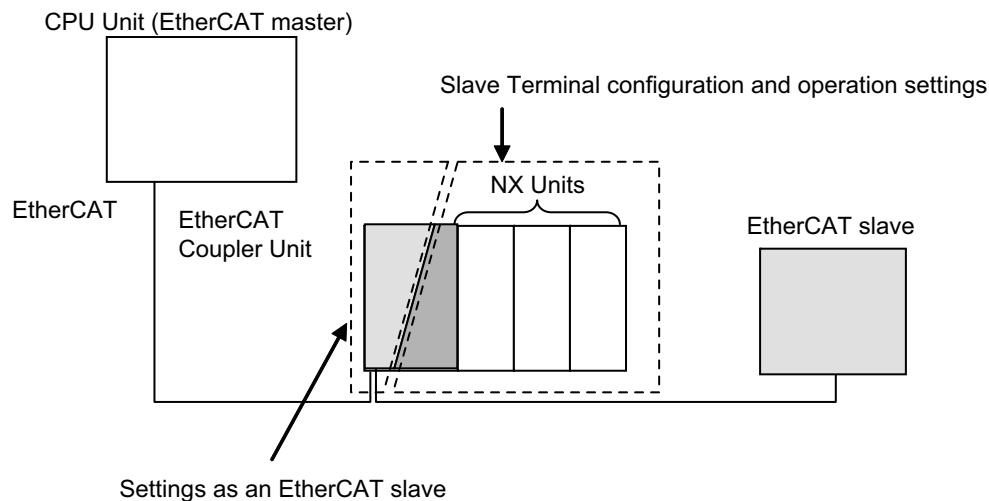 CPU Unit (EtherCAT master)
Slave Terminal configuration and operation settings
NX Units
EtherCAT
EtherCAT
Coupler Unit
EtherCAT slave
Settings as an EtherCAT slave